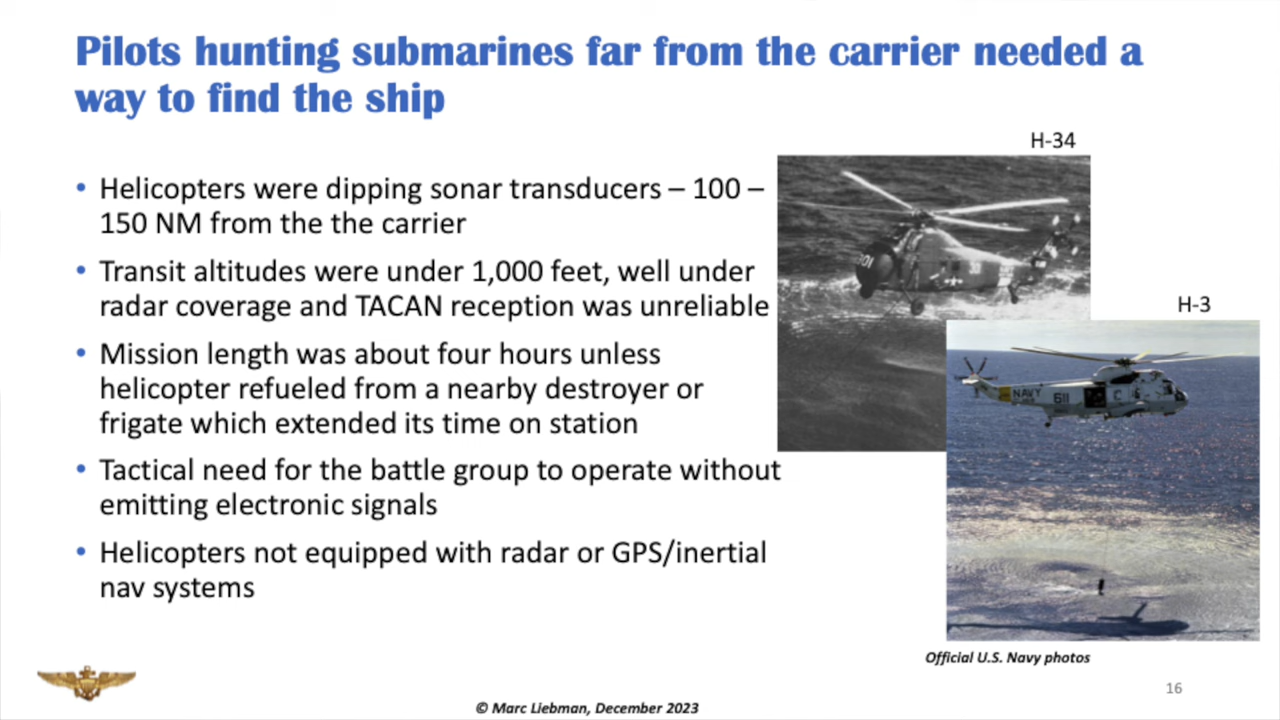 Pilots hunting submarines far from the carrier needed a
way to find the ship
H-34
• Helicopters were dipping sonar transducers – 100 –
150 NM from the the carrier
• Transit altitudes were under 1,000 feet, well under
radar coverage and TACAN reception was unreliable
H-3
• Mission length was about four hours unless
helicopter refueled from a nearby destroyer or
frigate which extended its time on station
• Tactical need for the battle group to operate without
emitting electronic signals
• Helicopters not equipped with radar or GPS/inertial
nav systems
NAVY
611
C
Official U.S. Navy photos
16
© Marc Liebman, December 2023